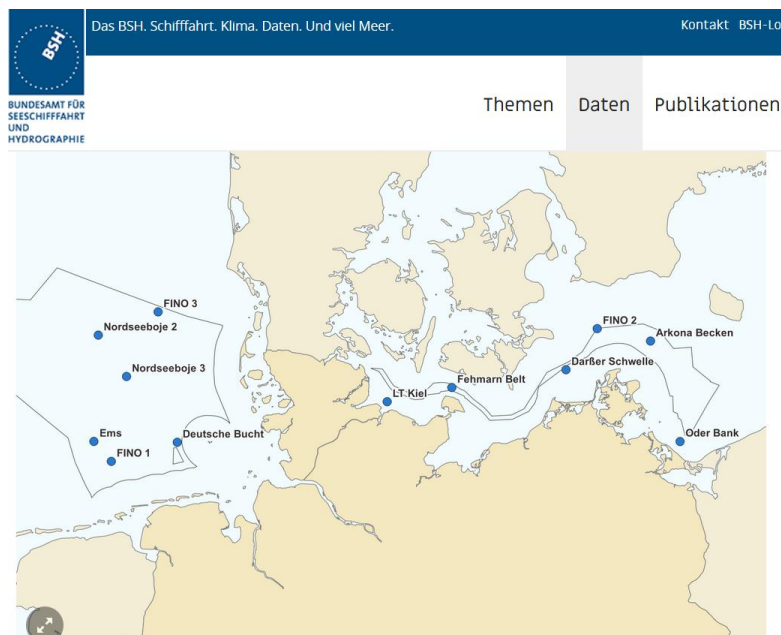 Das BSH. Schifffahrt. Klima. Daten. Und viel Meer.
Kontakt BSH-Lo
BSH
BUNDESAMT FÜR
SEESCHIFFFAHRT
UND
HYDROGRAPHIE
Themen Daten Publikationen
FINO 3
Nordseeboje 2
FINO 2
Arkona Becken
Nordseeboje 3
Darßer Schwelle
Fehmarn Belt
LT Kiel
Ems
Deutsche Bucht
Oder Bank
FINO 1